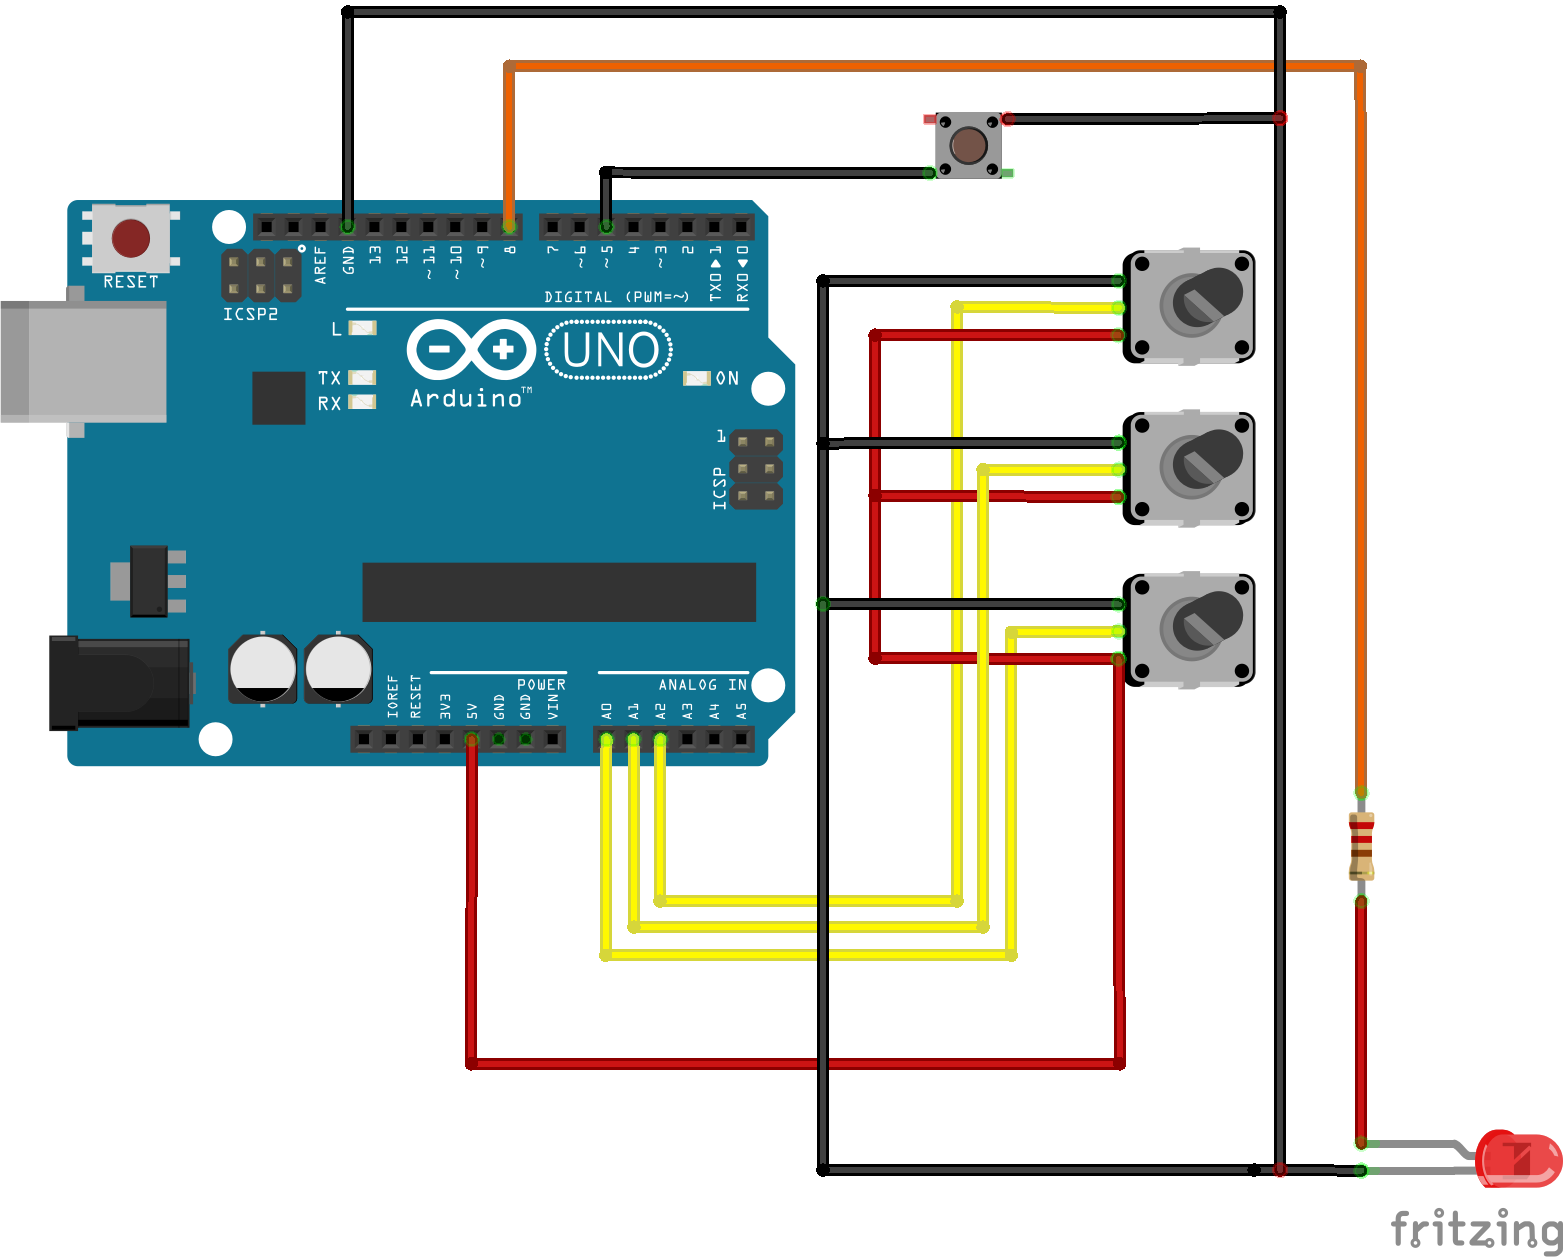 RESET
ICSP2
AREF
GND
13
12
~11
~10
~9
8
7
~6
~5
4
~3
2
TX0▶1
RX0◀0
DIGITAL (PWM=~)
L
TX
RX
UNO
Arduino™
ON
1
ICSP
IOREF
RESET
3V3
5V
GND
GND
VIN
POWER
ANALOG IN
A0
A1
A2
A3
A4
A5
fritzing